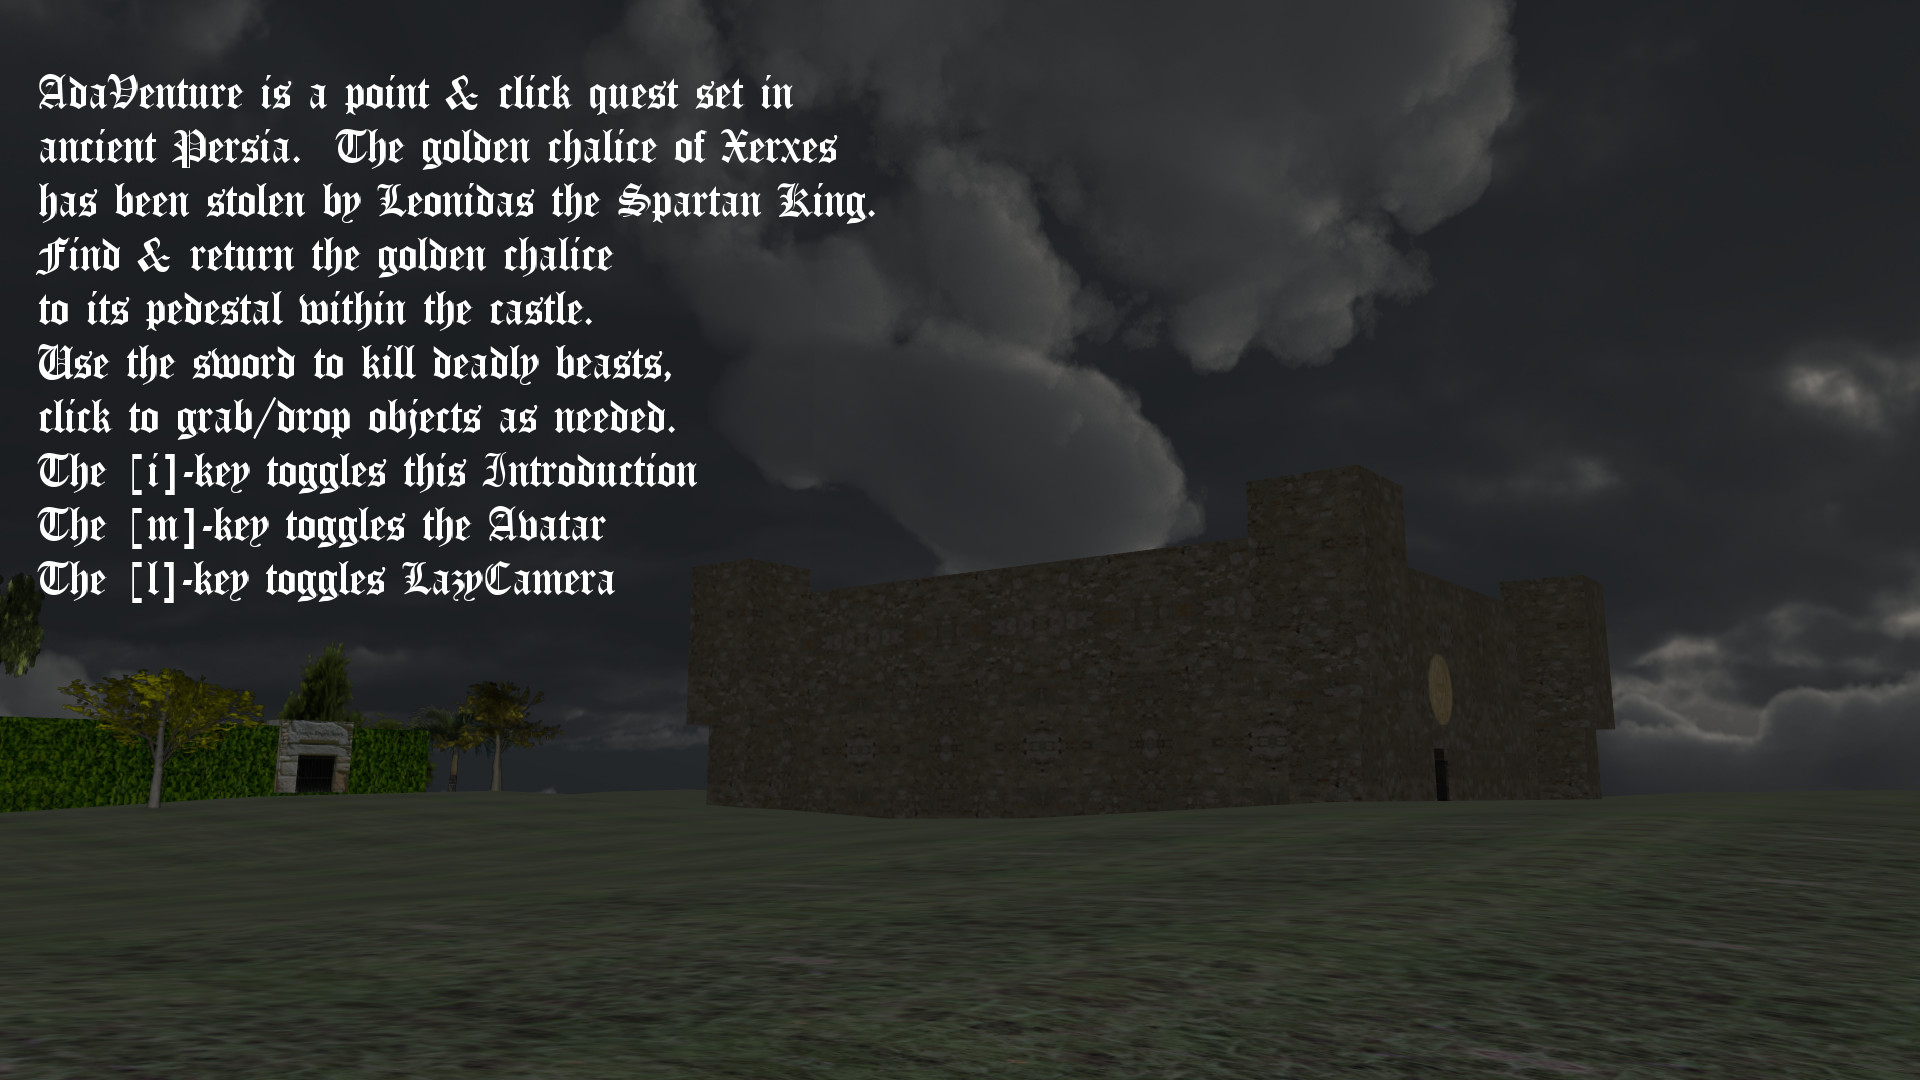 AdaVenture is a point & click quest set in
ancient Persia.  The golden chalice of Xerxes
has been stolen by Leonidas the Spartan King.
Find & return the golden chalice
to its pedestal within the castle.
Use the sword to kill deadly beasts,
click to grab/drop objects as needed.
The [i]-key toggles this Introduction
The [m]-key toggles the Avatar
The [l]-key toggles LazyCamera